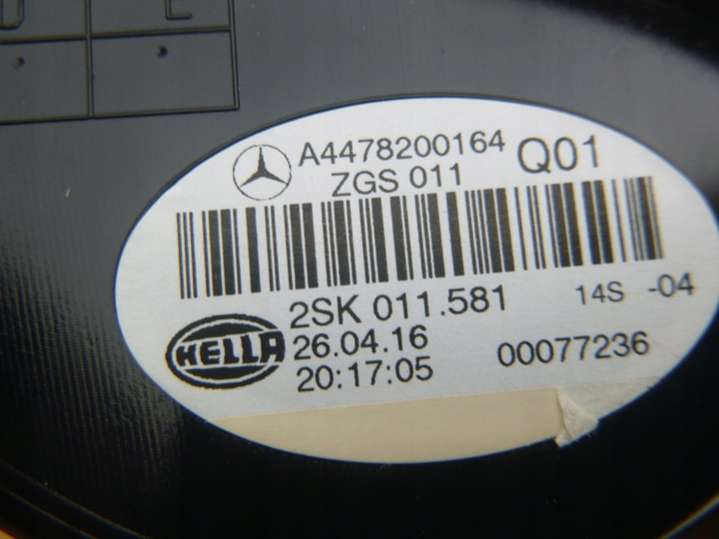 A4478200164 Q01
ZGS 011
2SK 011.581 14S -04
HELLA
26.04.16
20:17:05 00077236